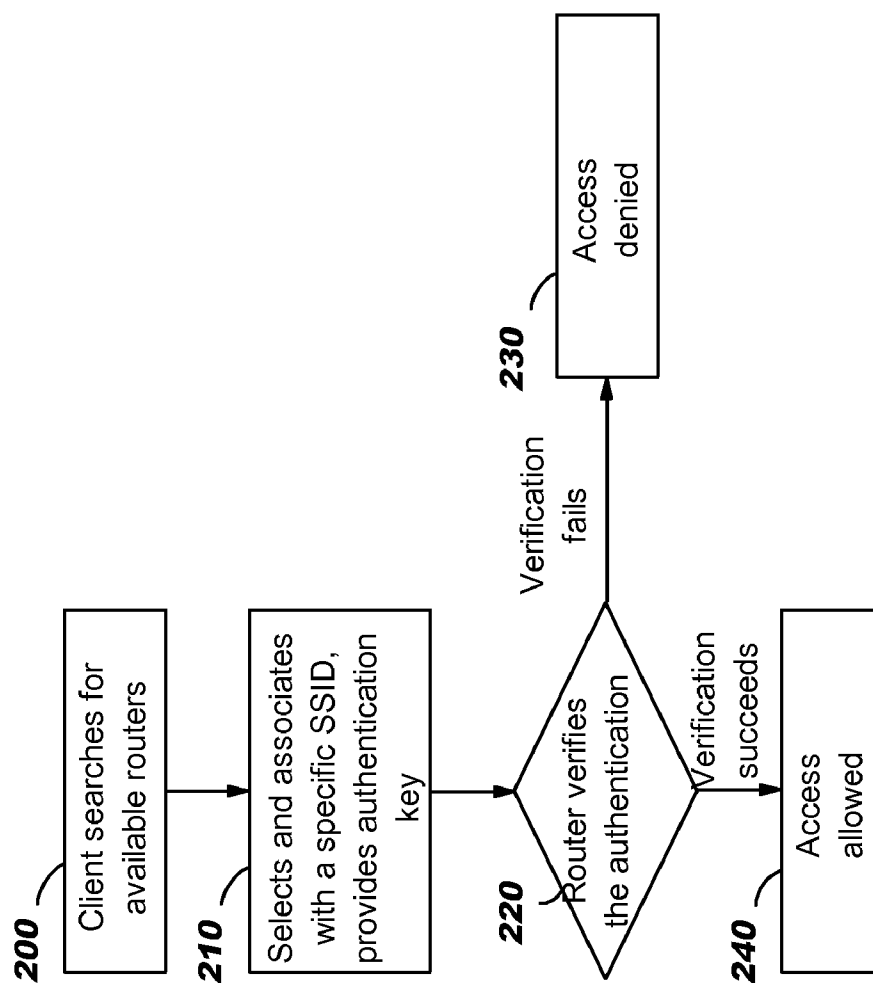 200
Client searches for
available routers
210
Selects and associates
with a specific SSID,
provides authentication
key
220
Router verifies
the authentication
Verification
fails
230
Access
denied
Verification
succeeds
240
Access
allowed